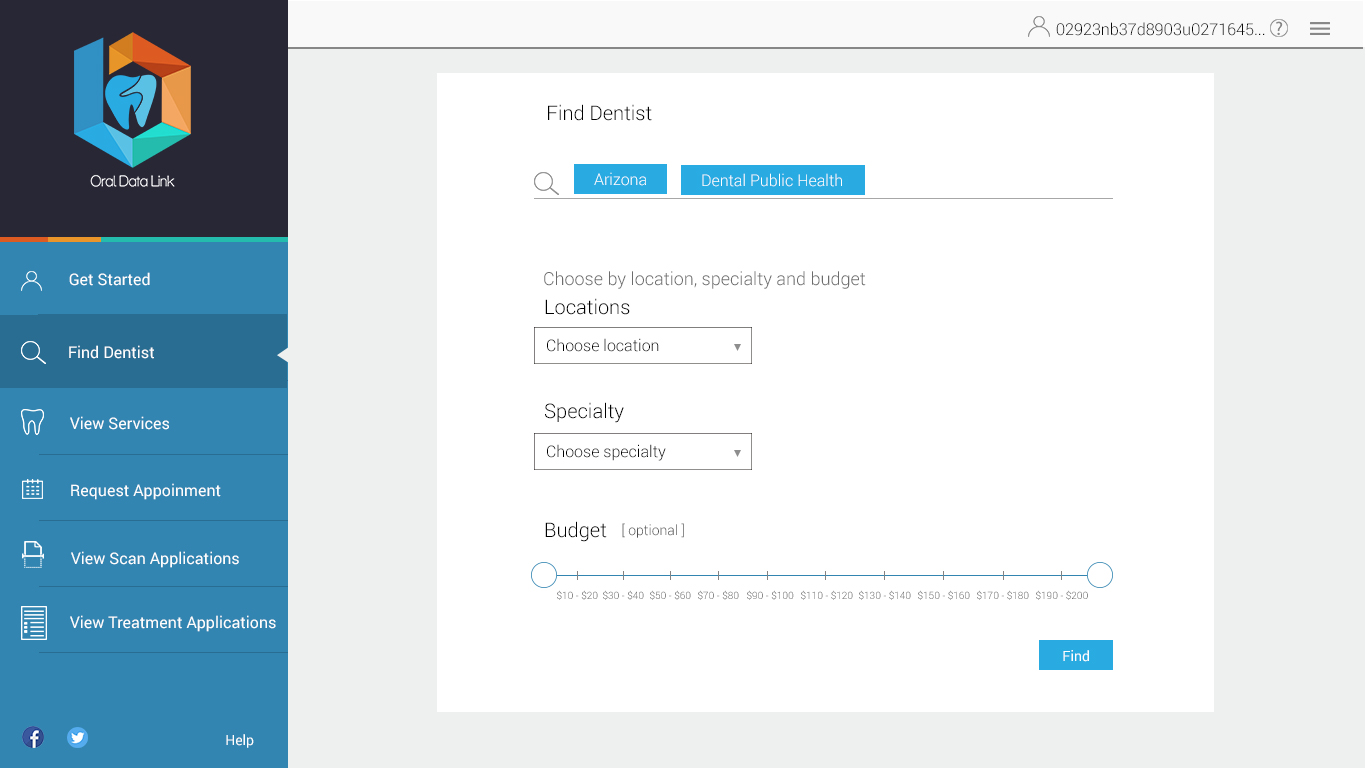 02923nb37d8903u0271645... ?
Oral Data Link
Get Started
Find Dentist
View Services
Request Appoinment
View Scan Applications
View Treatment Applications
Help
Find Dentist
Arizona Dental Public Health
Choose by location, specialty and budget
Locations
Choose location
Specialty
Choose specialty
Budget [ optional ]
$10 - $20 $30 - $40 $50 - $60 $70 - $80 $90 - $100 $110 - $120 $130 - $140 $150 - $160 $170 - $180 $190 - $200
Find